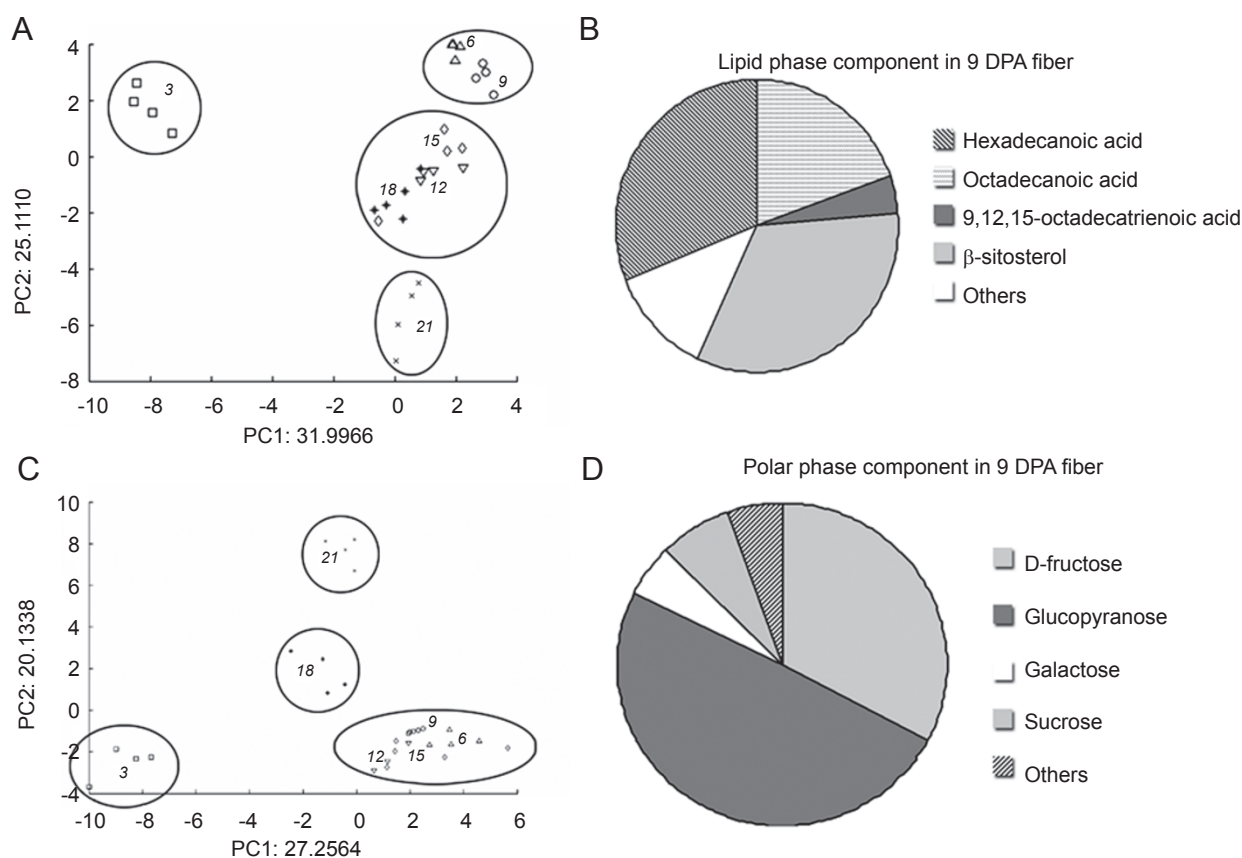 A
4
2
0
-2
-4
-6
-8
-10 -8 -6 -4 -2 0 2 4
PC2: 25.1110
PC1: 31.9966
3
6
9
15
18
12
21
B
Lipid phase component in 9 DPA fiber
Hexadecanoic acid
Octadecanoic acid
9,12,15-octadecatrienoic acid
β-sitosterol
Others
C
10
8
6
4
2
0
-2
-4
-10 -8 -6 -4 -2 0 2 4 6
PC2: 20.1338
PC1: 27.2564
21
18
3
9
6
12
15
D
Polar phase component in 9 DPA fiber
D-fructose
Glucopyranose
Galactose
Sucrose
Others